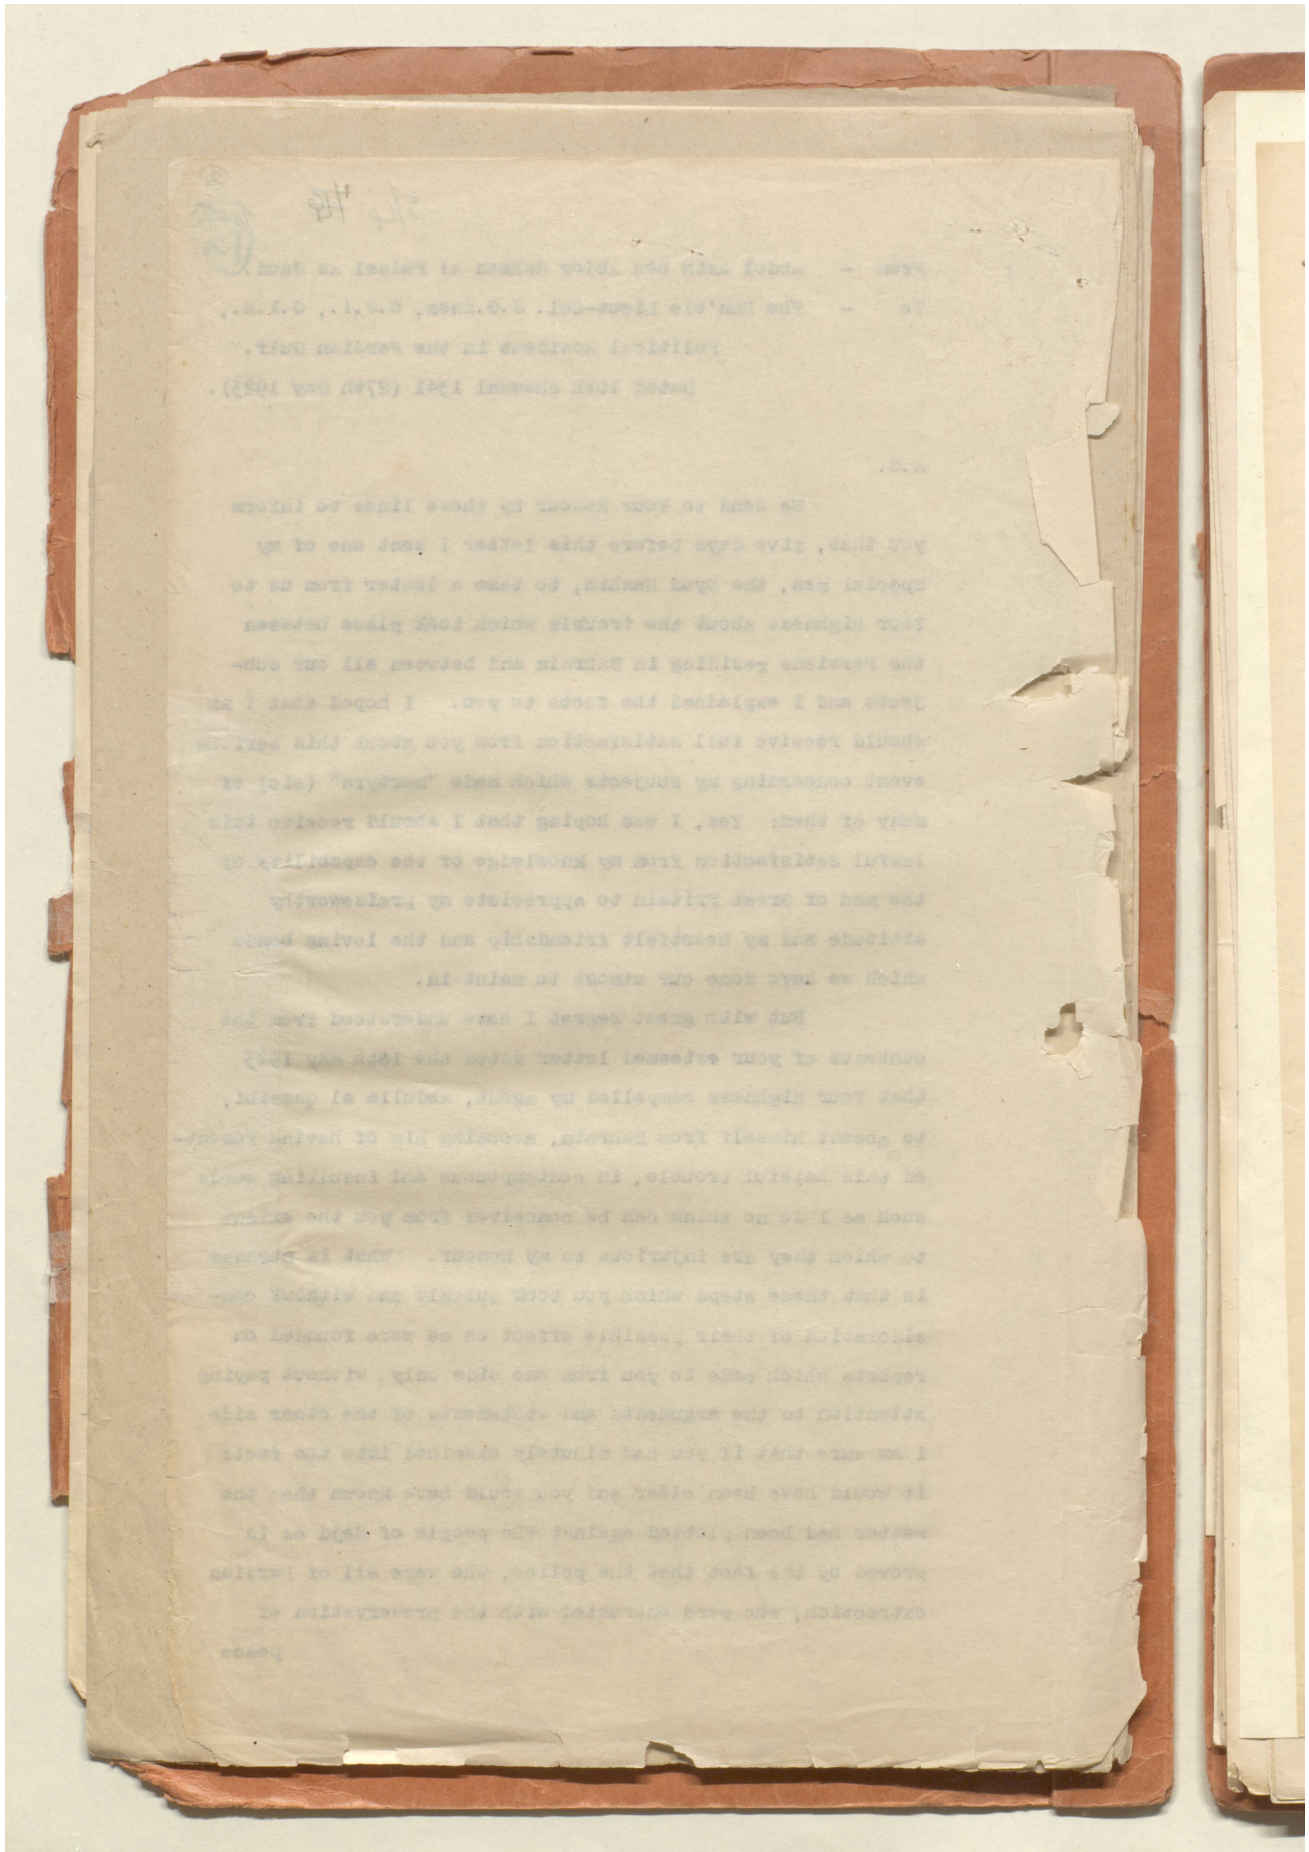 From - Abdul Aziz bin Abdur Rahman al Faisal as Saud.
To - The Hon'ble Lieut-Col. S.G.Knox, C.S.I., C.I.E.,
Political Resident in the Persian Gulf.
Dated 10th Shawwal 1341 (27th May 1923).
A.C.
We send to Your Honour by these lines to inform
you that, five days before this letter I sent one of my
special men, the Syud Hashim, to take a letter from us to
Your Highness about the trouble which took place between
the Persians residing in Bahrain and between all our sub-
jects and I explained the facts to you. I hoped that I
should receive full satisfaction from you about this serious
event concerning my subjects which made "martyrs" (sic) of
many of them: Yes, I was hoping that I should receive this
lawful satisfaction from my knowledge of the capability of
the men of Great Britain to appreciate my praiseworthy
attitude and my heartfelt friendship and the loving bonds
which we have done our utmost to maintain.
But with great regret I have understood from the
contents of your esteemed letter dated the 18th May 1923
that Your Highness compelled my agent, Abdulla al Qasaibi,
to absent himself from Bahrain, accusing him of having foment-
ed this hateful trouble, in contemptuous and insulting words
such as I do no think can be conceived from you the extent
to which they are injurious to my honour. What is strange
is that these steps which you took quickly and without con-
sideration of their possible effect on me were founded on
reports which came to you from one side only, without paying
attention to the arguments and statements of the other side
I am sure that if you had minutely examined into the facts
it would have been wiser and you would have known that the
matter had been plotted against the people of Najd as is
proved by the fact that the police, who were all of Persian
extraction, who were entrusted with the preservation of
peace